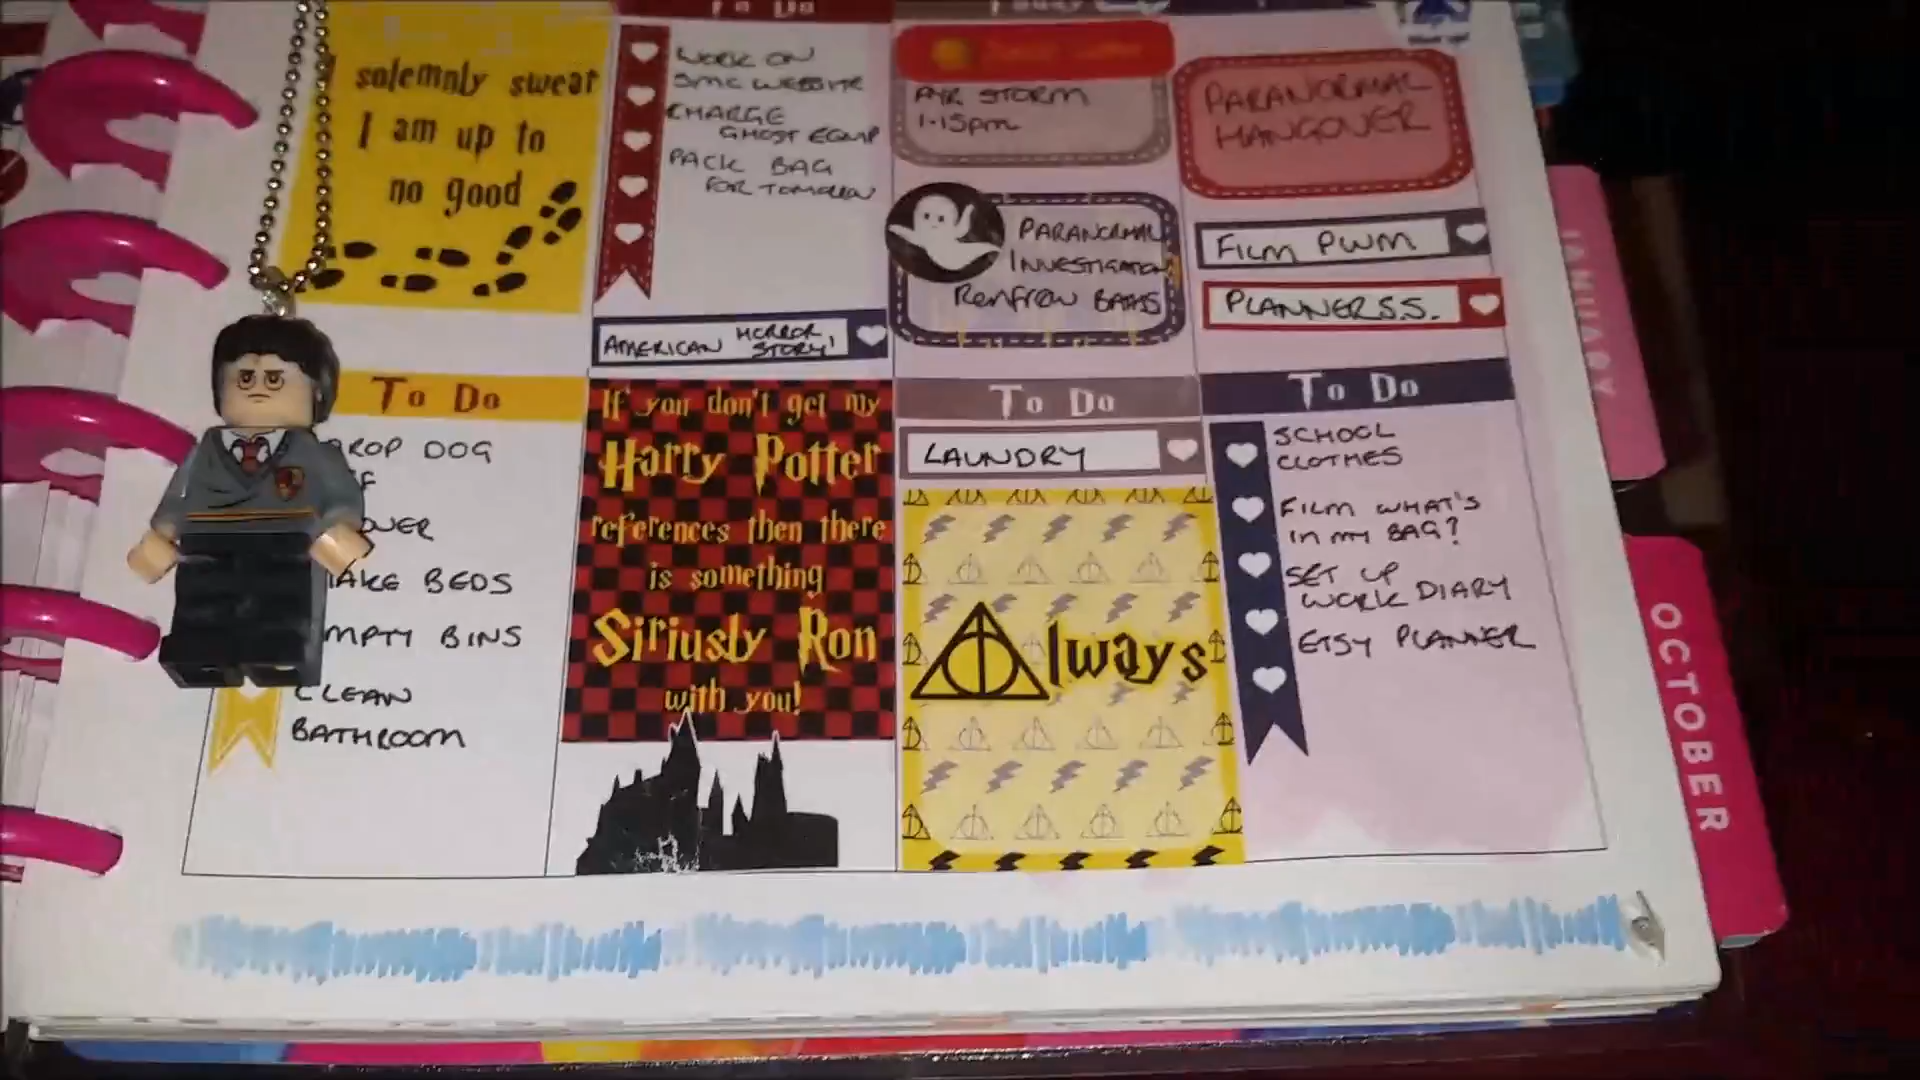 solemnly swear
I am up to
no good
To Do
DROP DOG
MAKE BEDS
EMPTY BINS
CLEAN
BATHROOM
To Do
WORK ON
SMC WEBSITE
CHARGE
GHOST EQUIP
PACK BAG
FOR TOMORROW
AMERICAN HORROR
STORY!
If you don't get my
Harry Potter
references then there
is something
Siriusly Ron
with you!
AYR STORM
1-15pm
PARANORMAL
INVESTIGATION
RENFREW BATHS
To Do
LAUNDRY
Always
PARANORMAL
HANGOVER
FILM PWM
PLANNER S.S.
To Do
SCHOOL
CLOTHES
FILM WHAT'S
IN MY BAG?
SET UP
WORK DIARY
ETSY PLANNER
OCTOBER